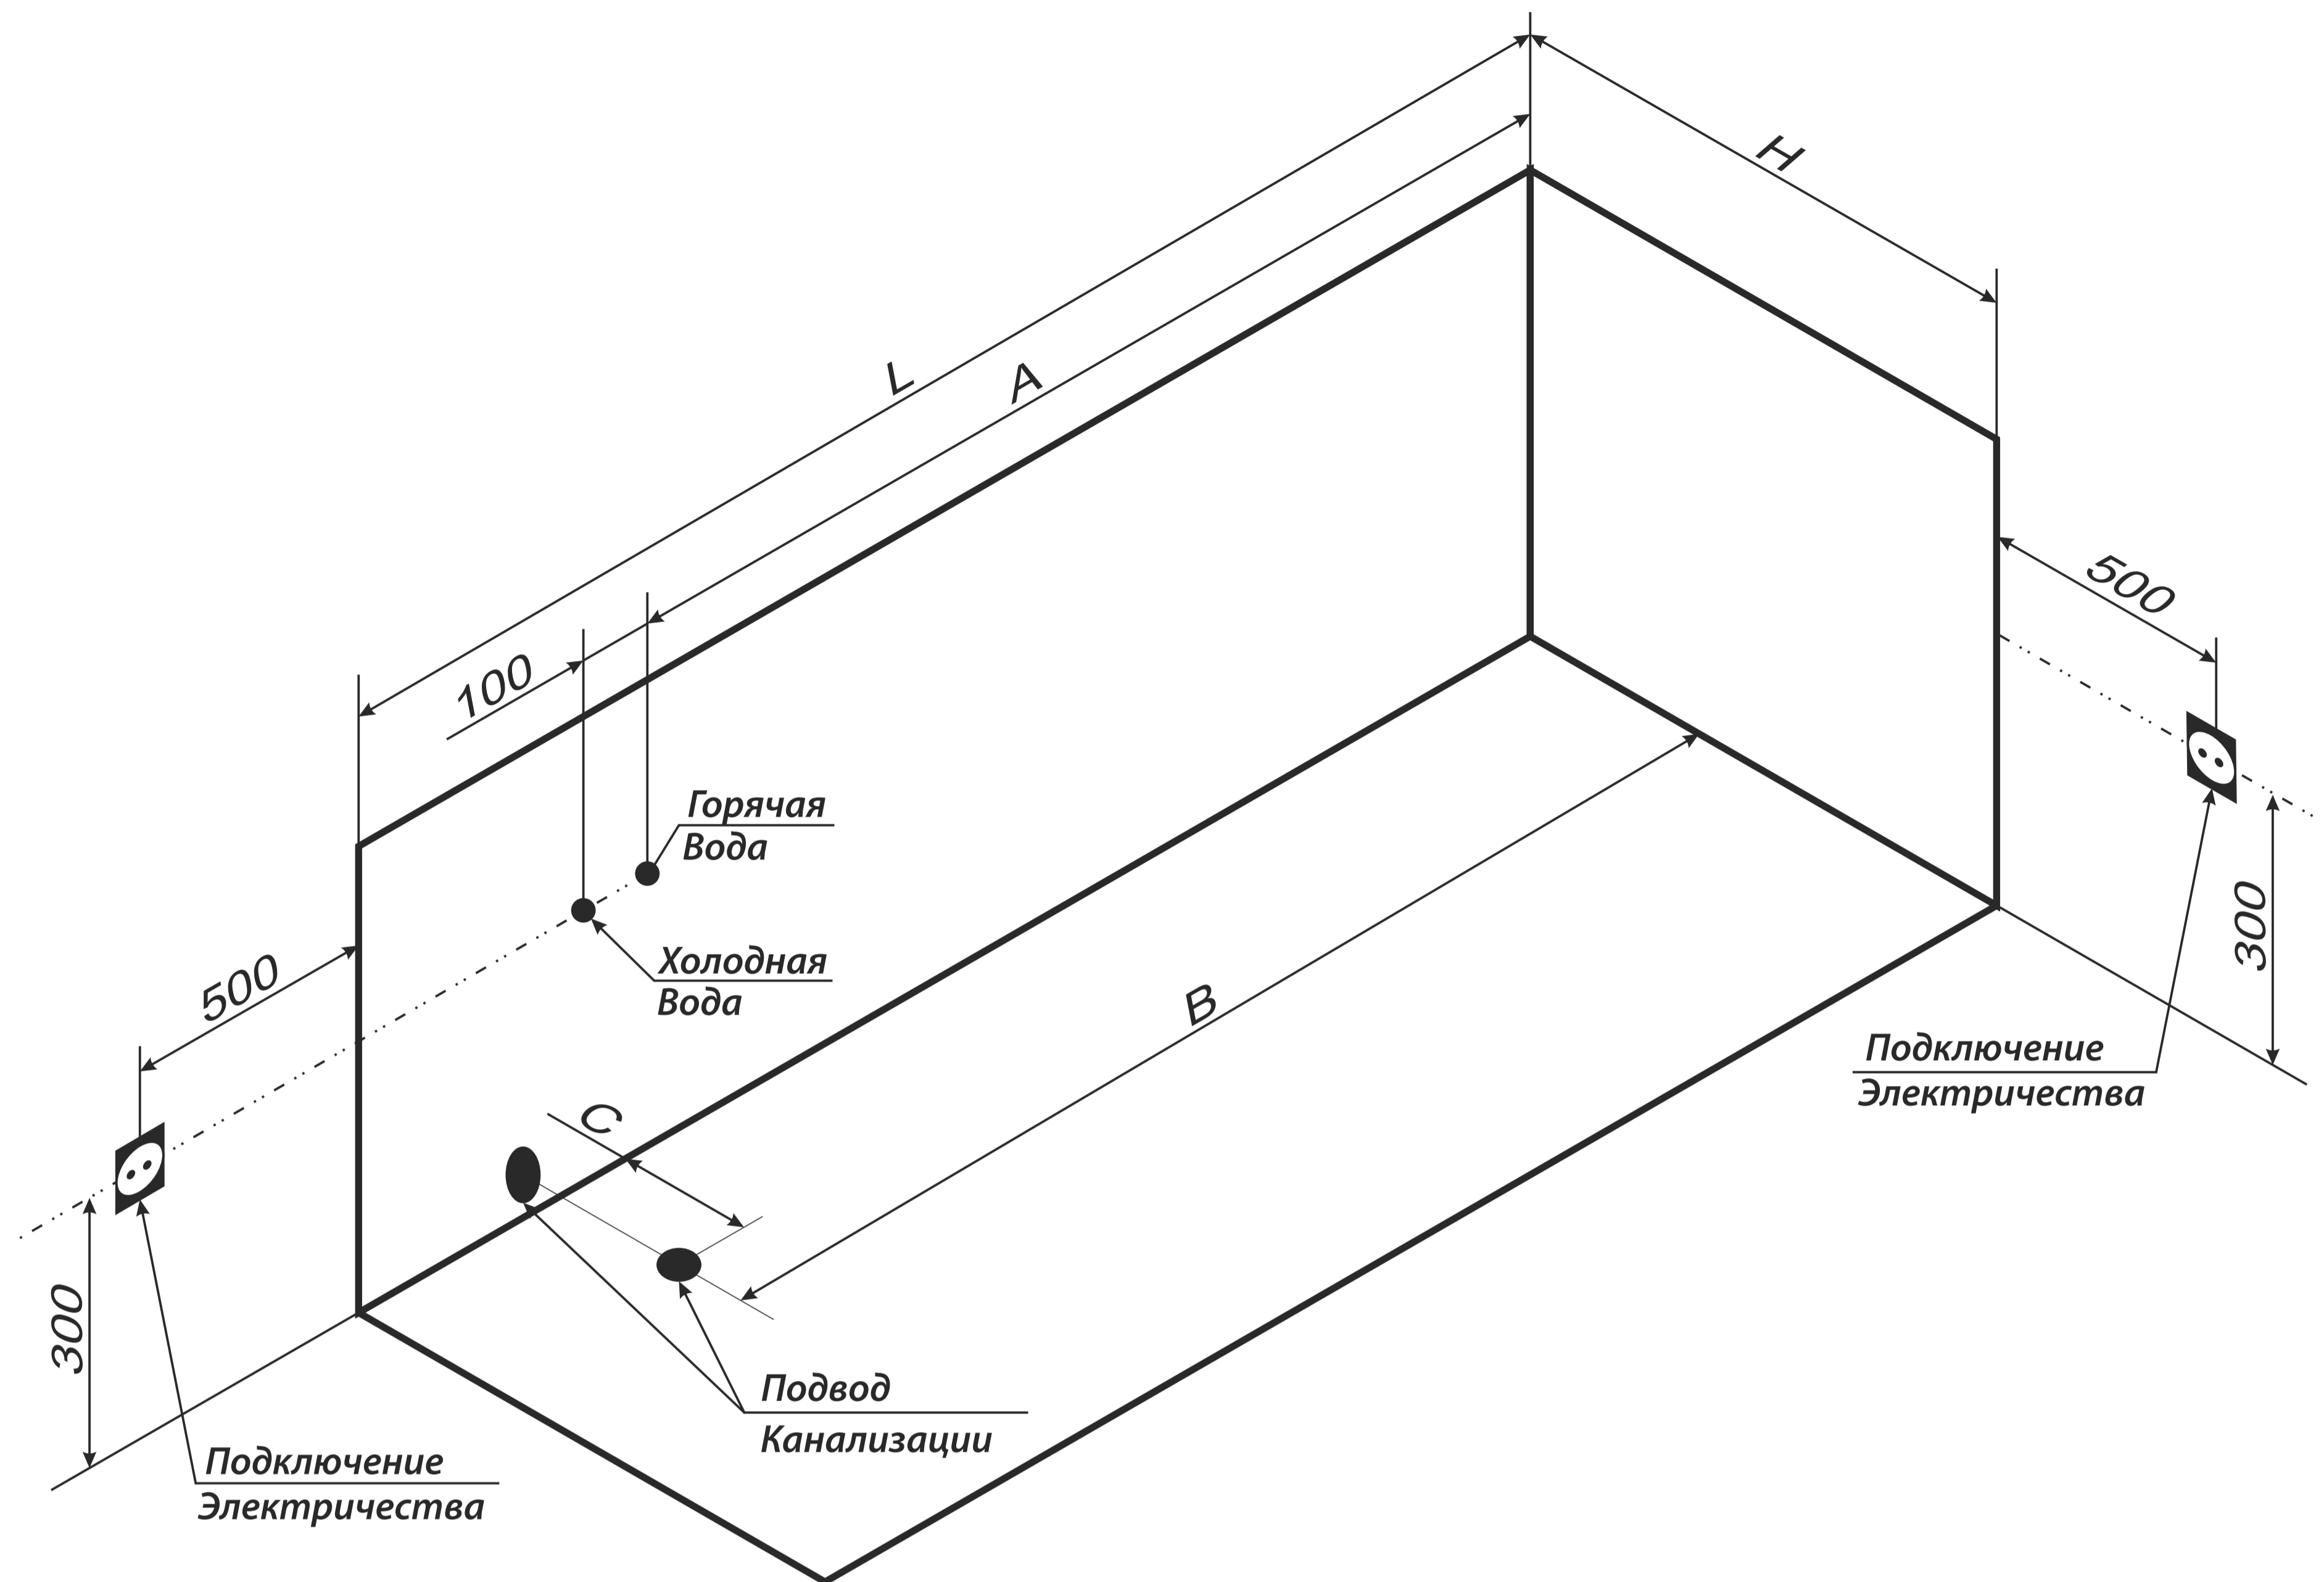 H
L
A
500
100
Горячая
Вода
300
Холодная
Вода
500
B
Подключение
Электричества
C
300
Подвод
Канализации
Подключение
Электричества